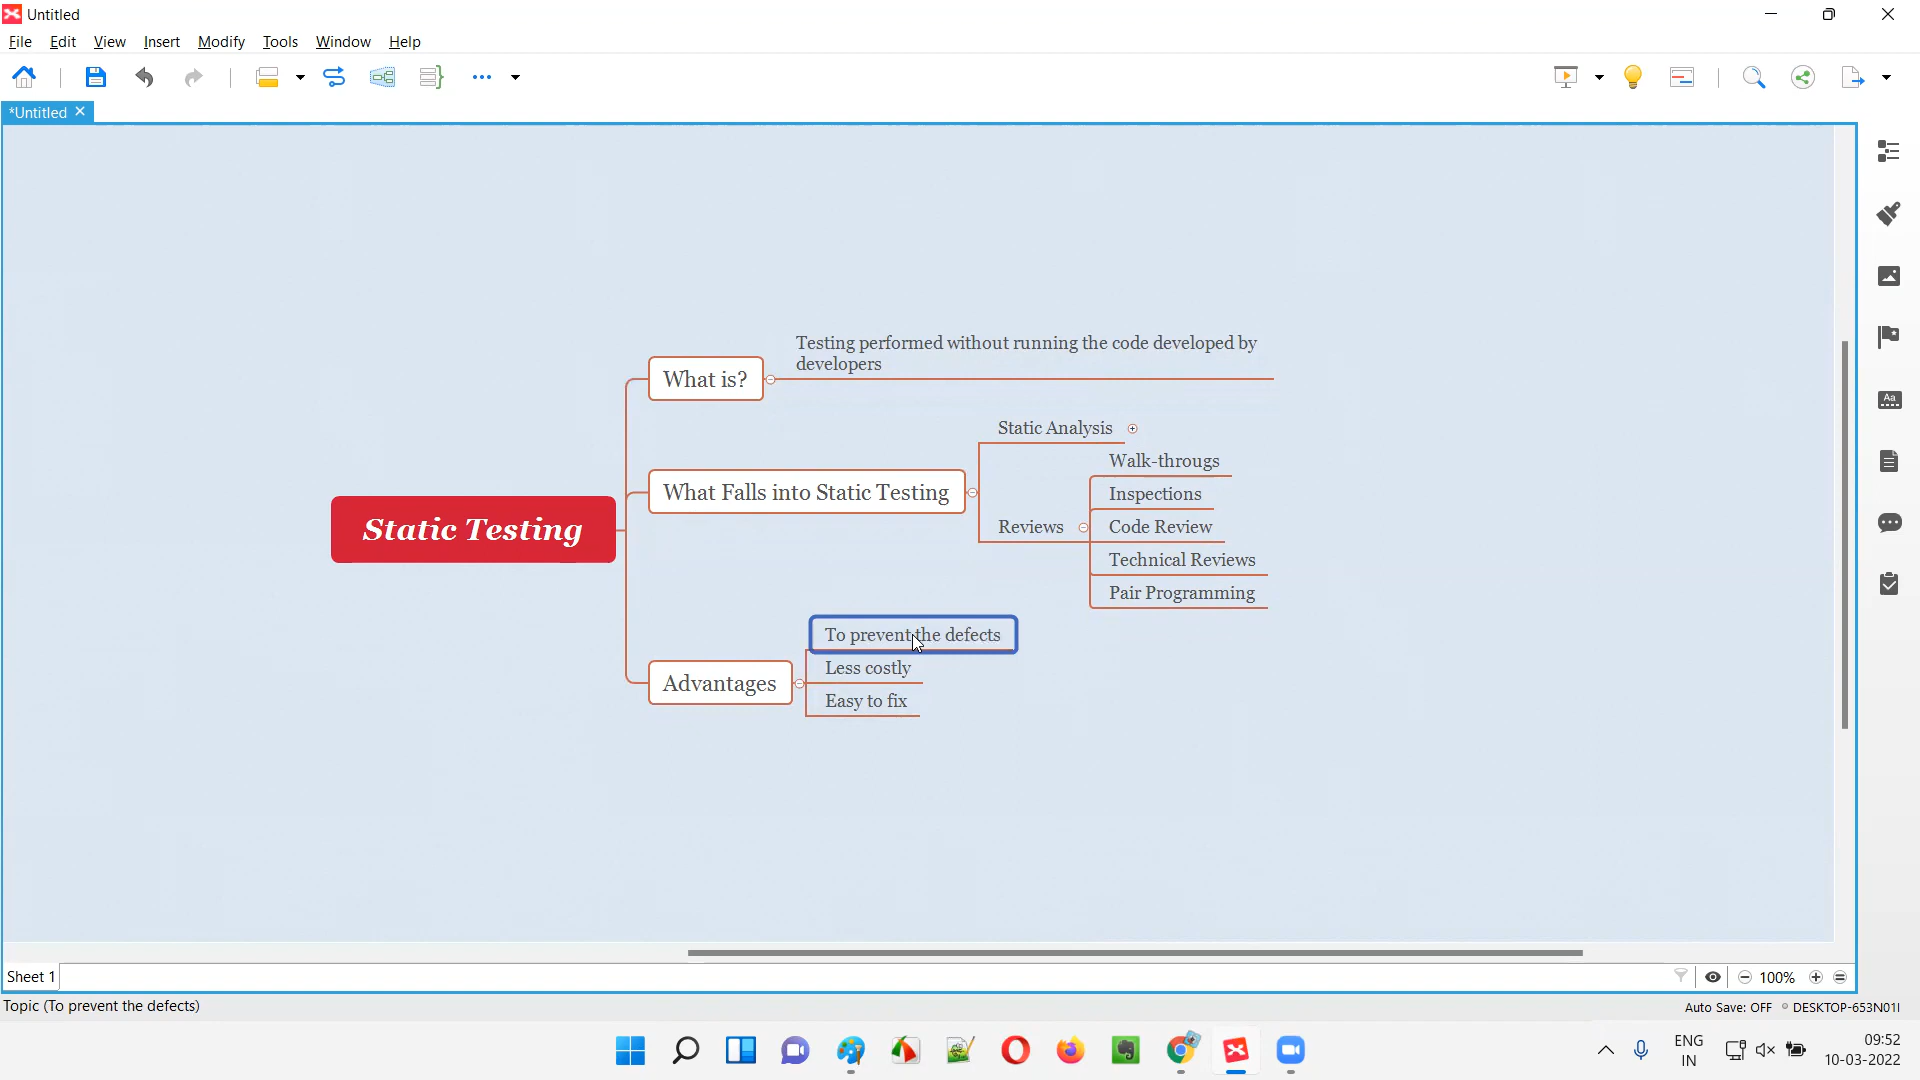 Untitled
File Edit View Insert Modify Tools Window Help
*Untitled
Testing performed without running the code developed by
developers
What is?
Static Analysis
Walk-througs
What Falls into Static Testing
Inspections
Reviews
Code Review
Static Testing
Technical Reviews
Pair Programming
To prevent the defects
Less costly
Advantages
Easy to fix
Sheet 1
100%
Topic (To prevent the defects)
Auto Save: OFF
DESKTOP-653N01I
ENG
IN
09:52
10-03-2022